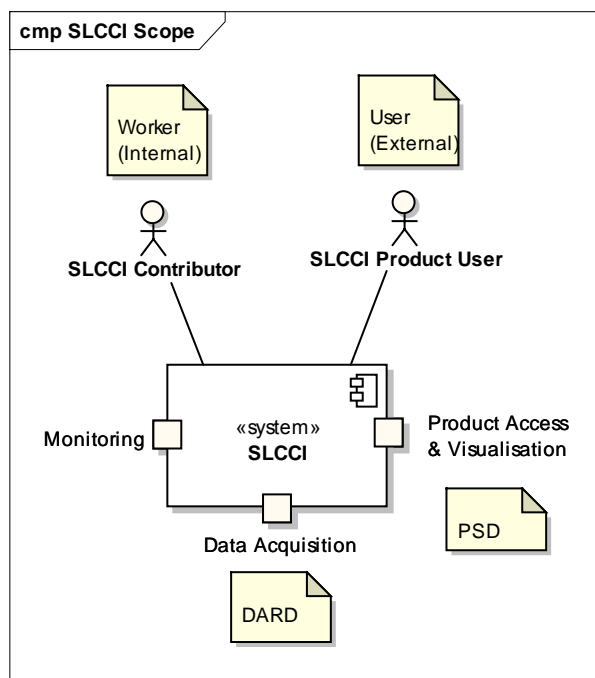 cmp SLCCI Scope
Worker
(Internal)
User
(External)
SLCCI Contributor
SLCCI Product User
«system»
SLCCI
Monitoring
Product Access
& Visualisation
Data Acquisition
PSD
DARD